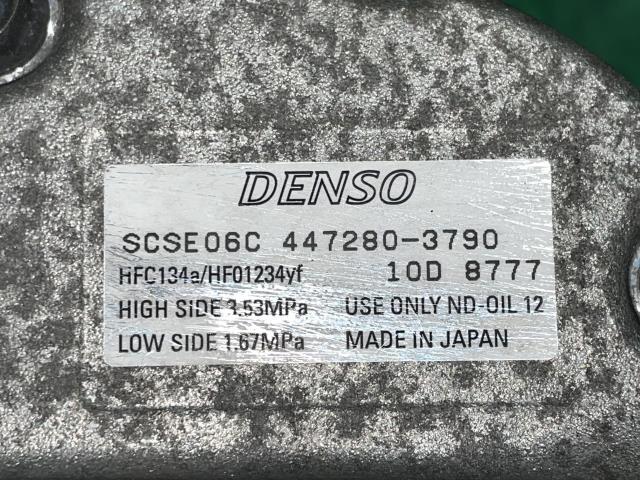 DENSO
SCSE06C 447280-3790
HFC134a/HFO1234yf 10D 8777
HIGH SIDE 3.53MPa USE ONLY ND-OIL 12
LOW SIDE 1.67MPa MADE IN JAPAN